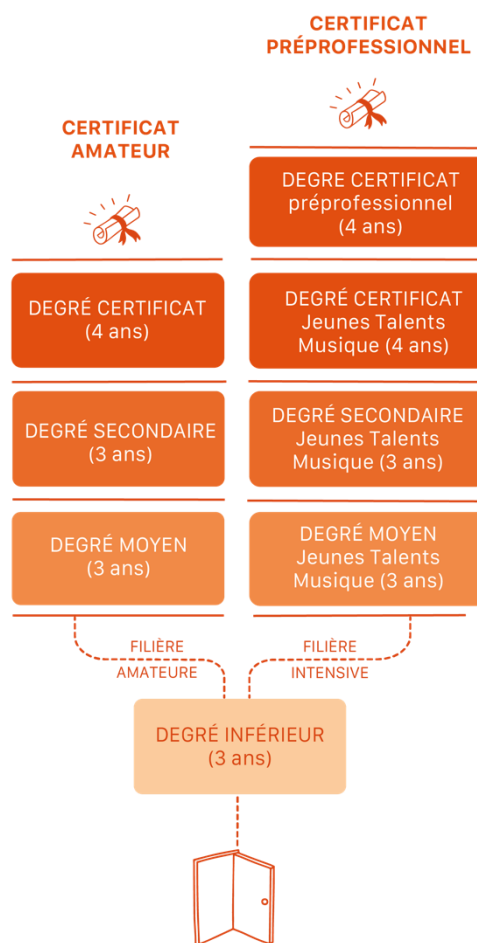 CERTIFICAT
PRÉPROFESSIONNEL
CERTIFICAT
AMATEUR
DEGRE CERTIFICAT
préprofessionnel
(4 ans)
DEGRÉ CERTIFICAT
(4 ans)
DEGRÉ CERTIFICAT
Jeunes Talents
Musique (4 ans)
DEGRÉ SECONDAIRE
(3 ans)
DEGRÉ SECONDAIRE
Jeunes Talents
Musique (3 ans)
DEGRÉ MOYEN
(3 ans)
DEGRÉ MOYEN
Jeunes Talents
Musique (3 ans)
FILIÈRE
AMATEURE
FILIÈRE
INTENSIVE
DEGRÉ INFÉRIEUR
(3 ans)